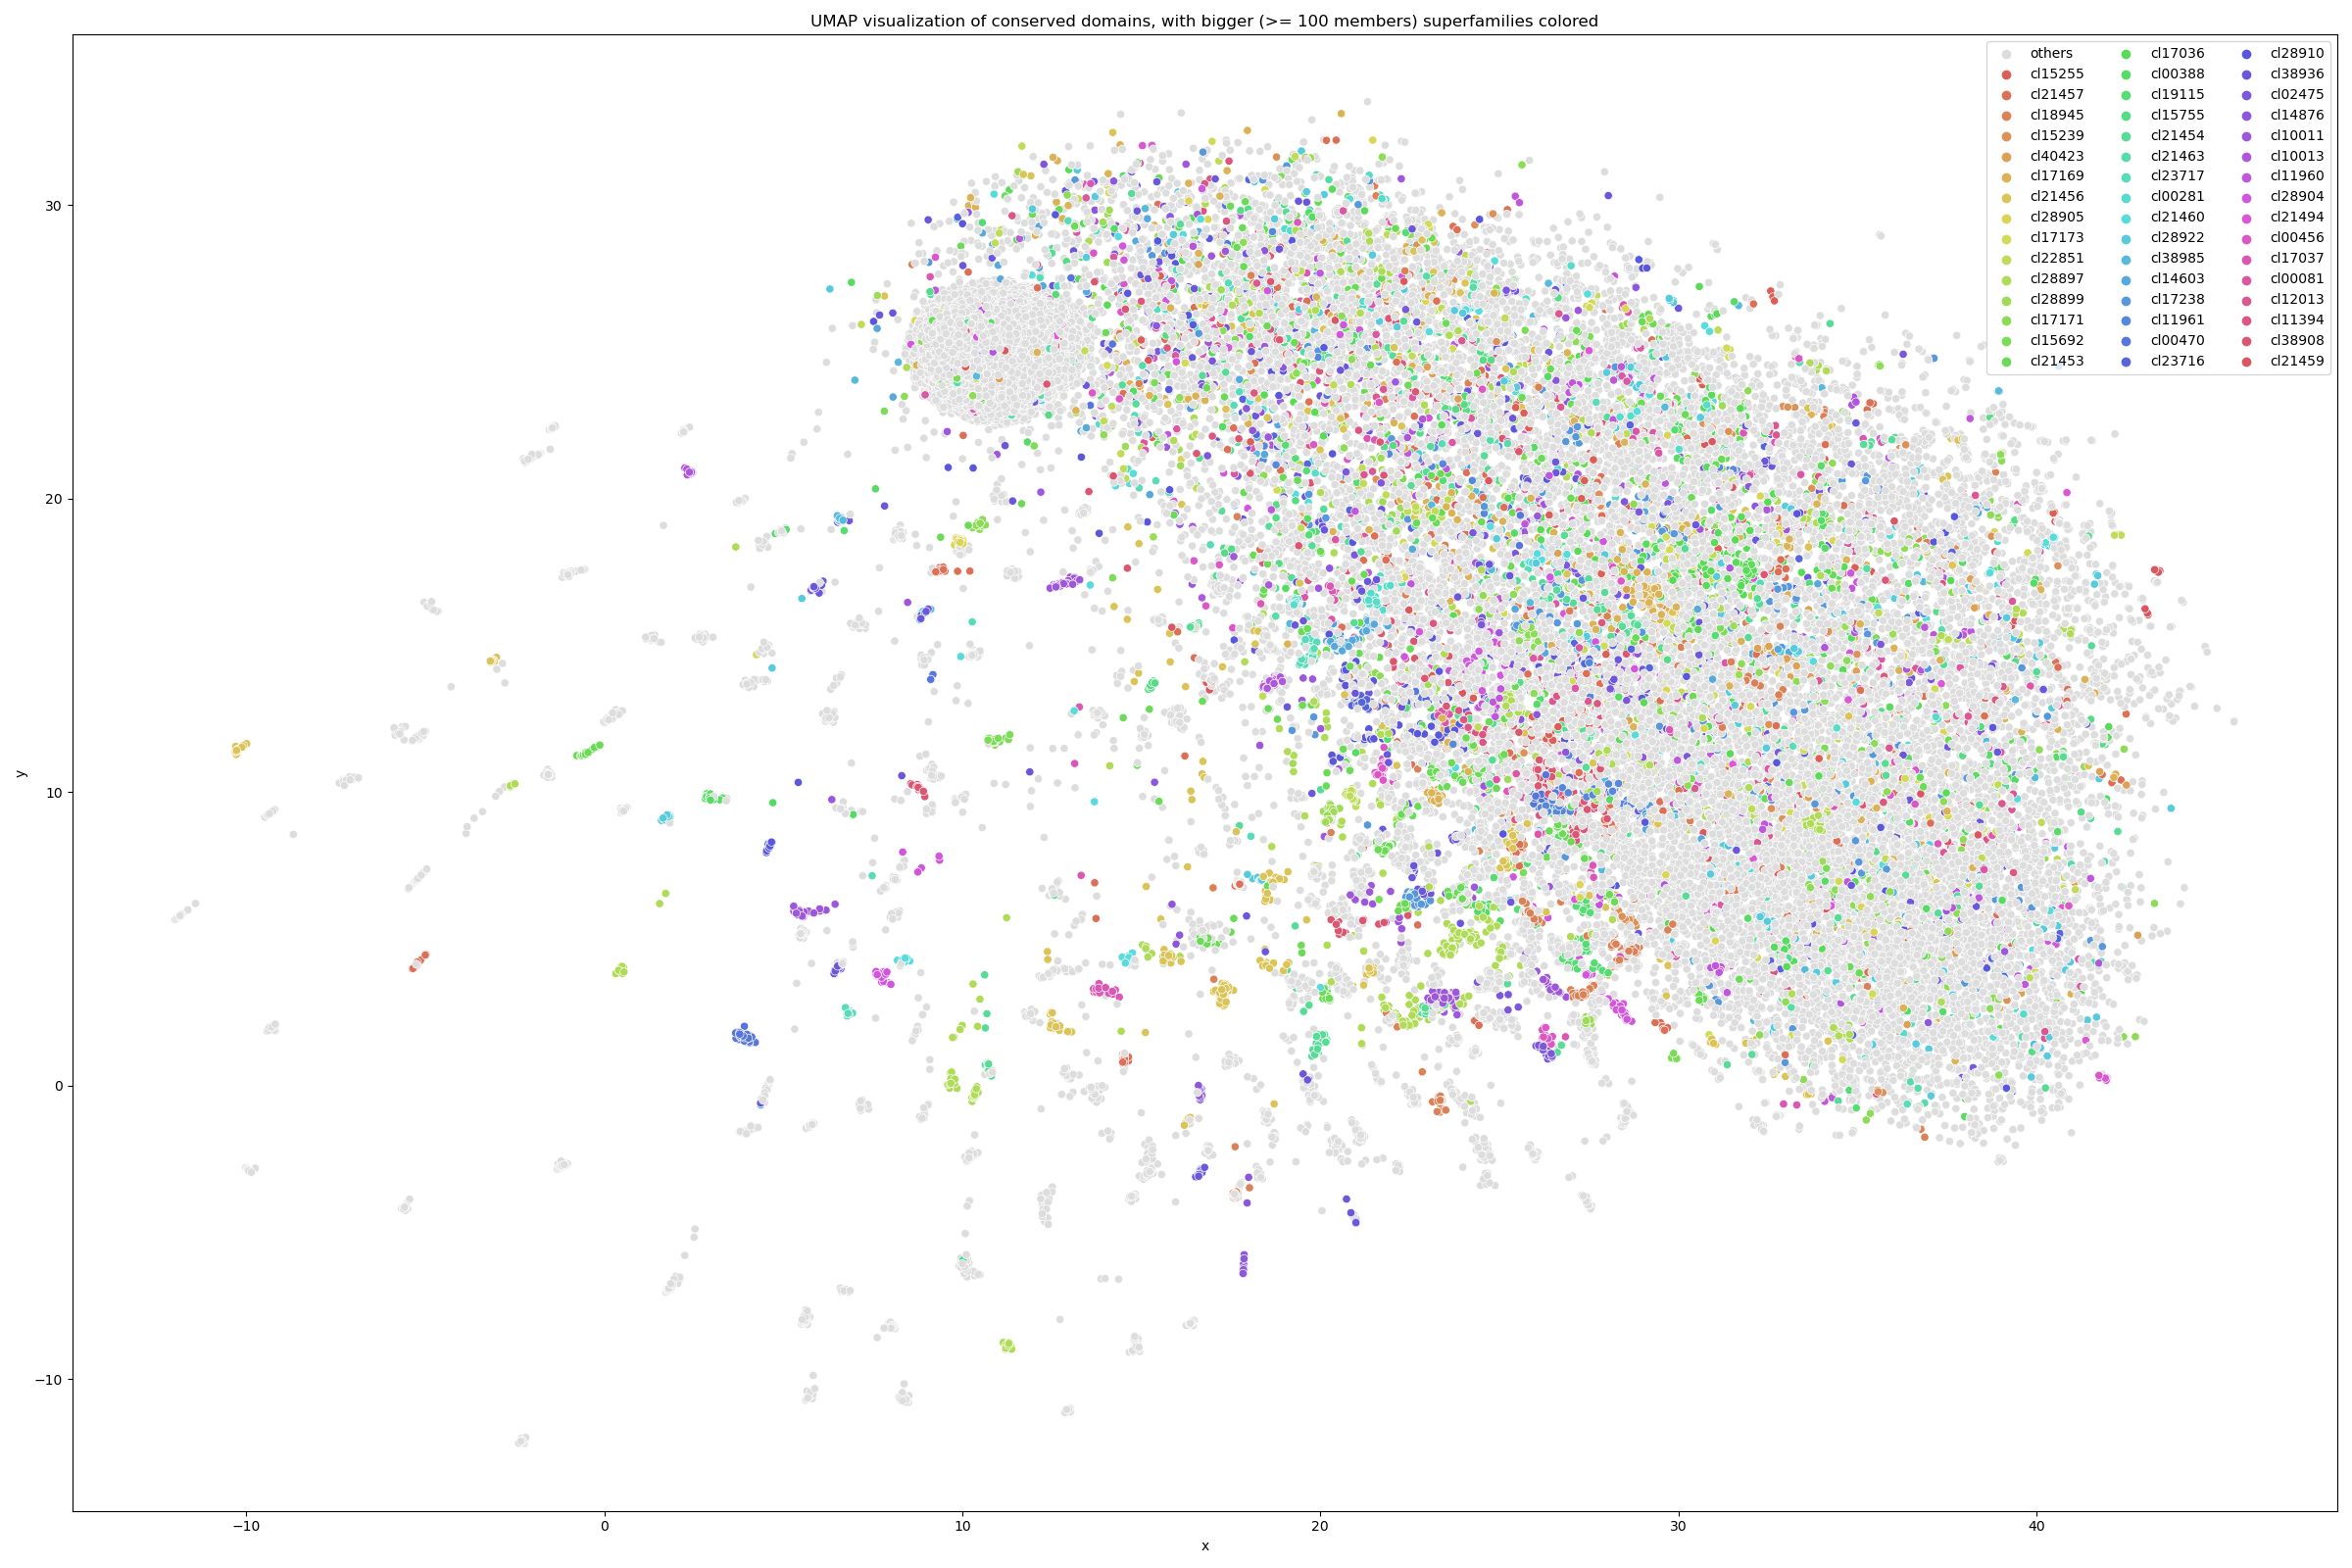 UMAP visualization of conserved domains, with bigger (>= 100 members) superfamilies colored
others cl17036 cl28910
cl15255 cl00388 cl38936
cl21457 cl19115 cl02475
cl18945 cl15755 cl14876
cl15239 cl21454 cl10011
cl40423 cl21463 cl10013
cl17169 cl23717 cl11960
cl21456 cl00281 cl28904
cl28905 cl21460 cl21494
cl17173 cl28922 cl00456
cl22851 cl38985 cl17037
cl28897 cl14603 cl00081
cl28899 cl17238 cl12013
cl17171 cl11961 cl11394
cl15692 cl00470 cl38908
cl21453 cl23716 cl21459
30
20
10
0
−10
y
−10 0 10 20 30 40
x